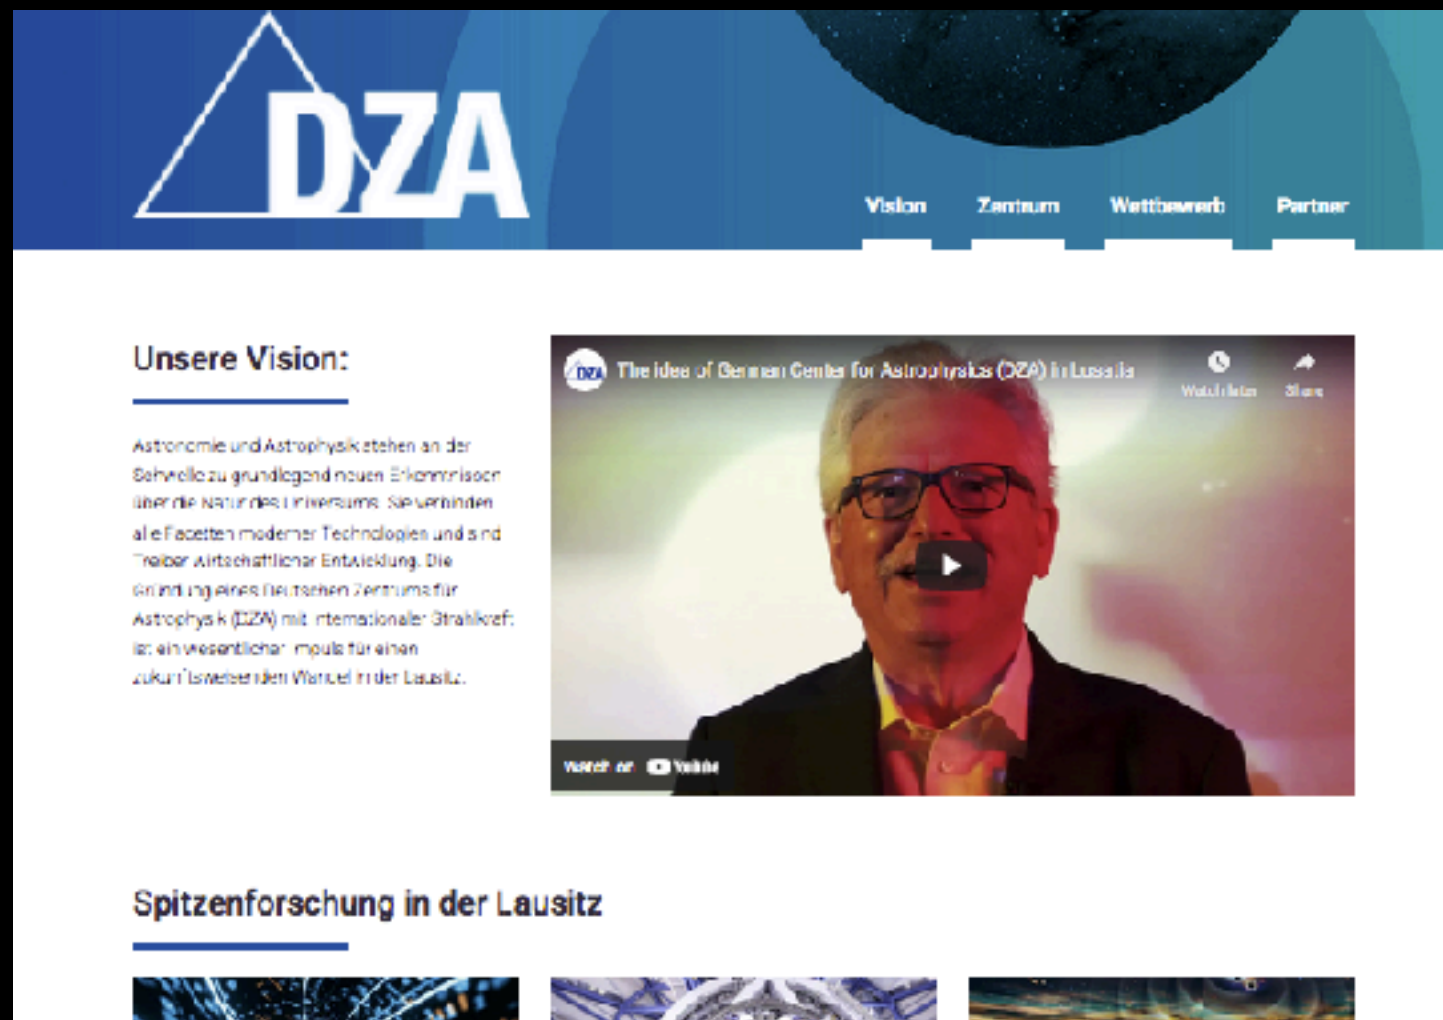 DZA
Vision Zentrum Wettbewerb Partner
Unsere Vision:
Astronomie und Astrophysik stehen an der
Schwelle zu grundlegend neuen Erkenntnissen
über die Natur des Universums. Sie verbinden
alle Facetten moderner Technologien und sind
Treiber wirtschaftlicher Entwicklung. Die
Gründung eines Deutschen Zentrums für
Astrophysik (DZA) mit internationaler Strahlkraft
ist ein wesentlicher Impuls für einen
zukunftsweisenden Wandel in der Lausitz.
DZA The idea of German Center for Astrophysics (DZA) in Lusatia
Watch later Share
Watch on YouTube
Spitzenforschung in der Lausitz